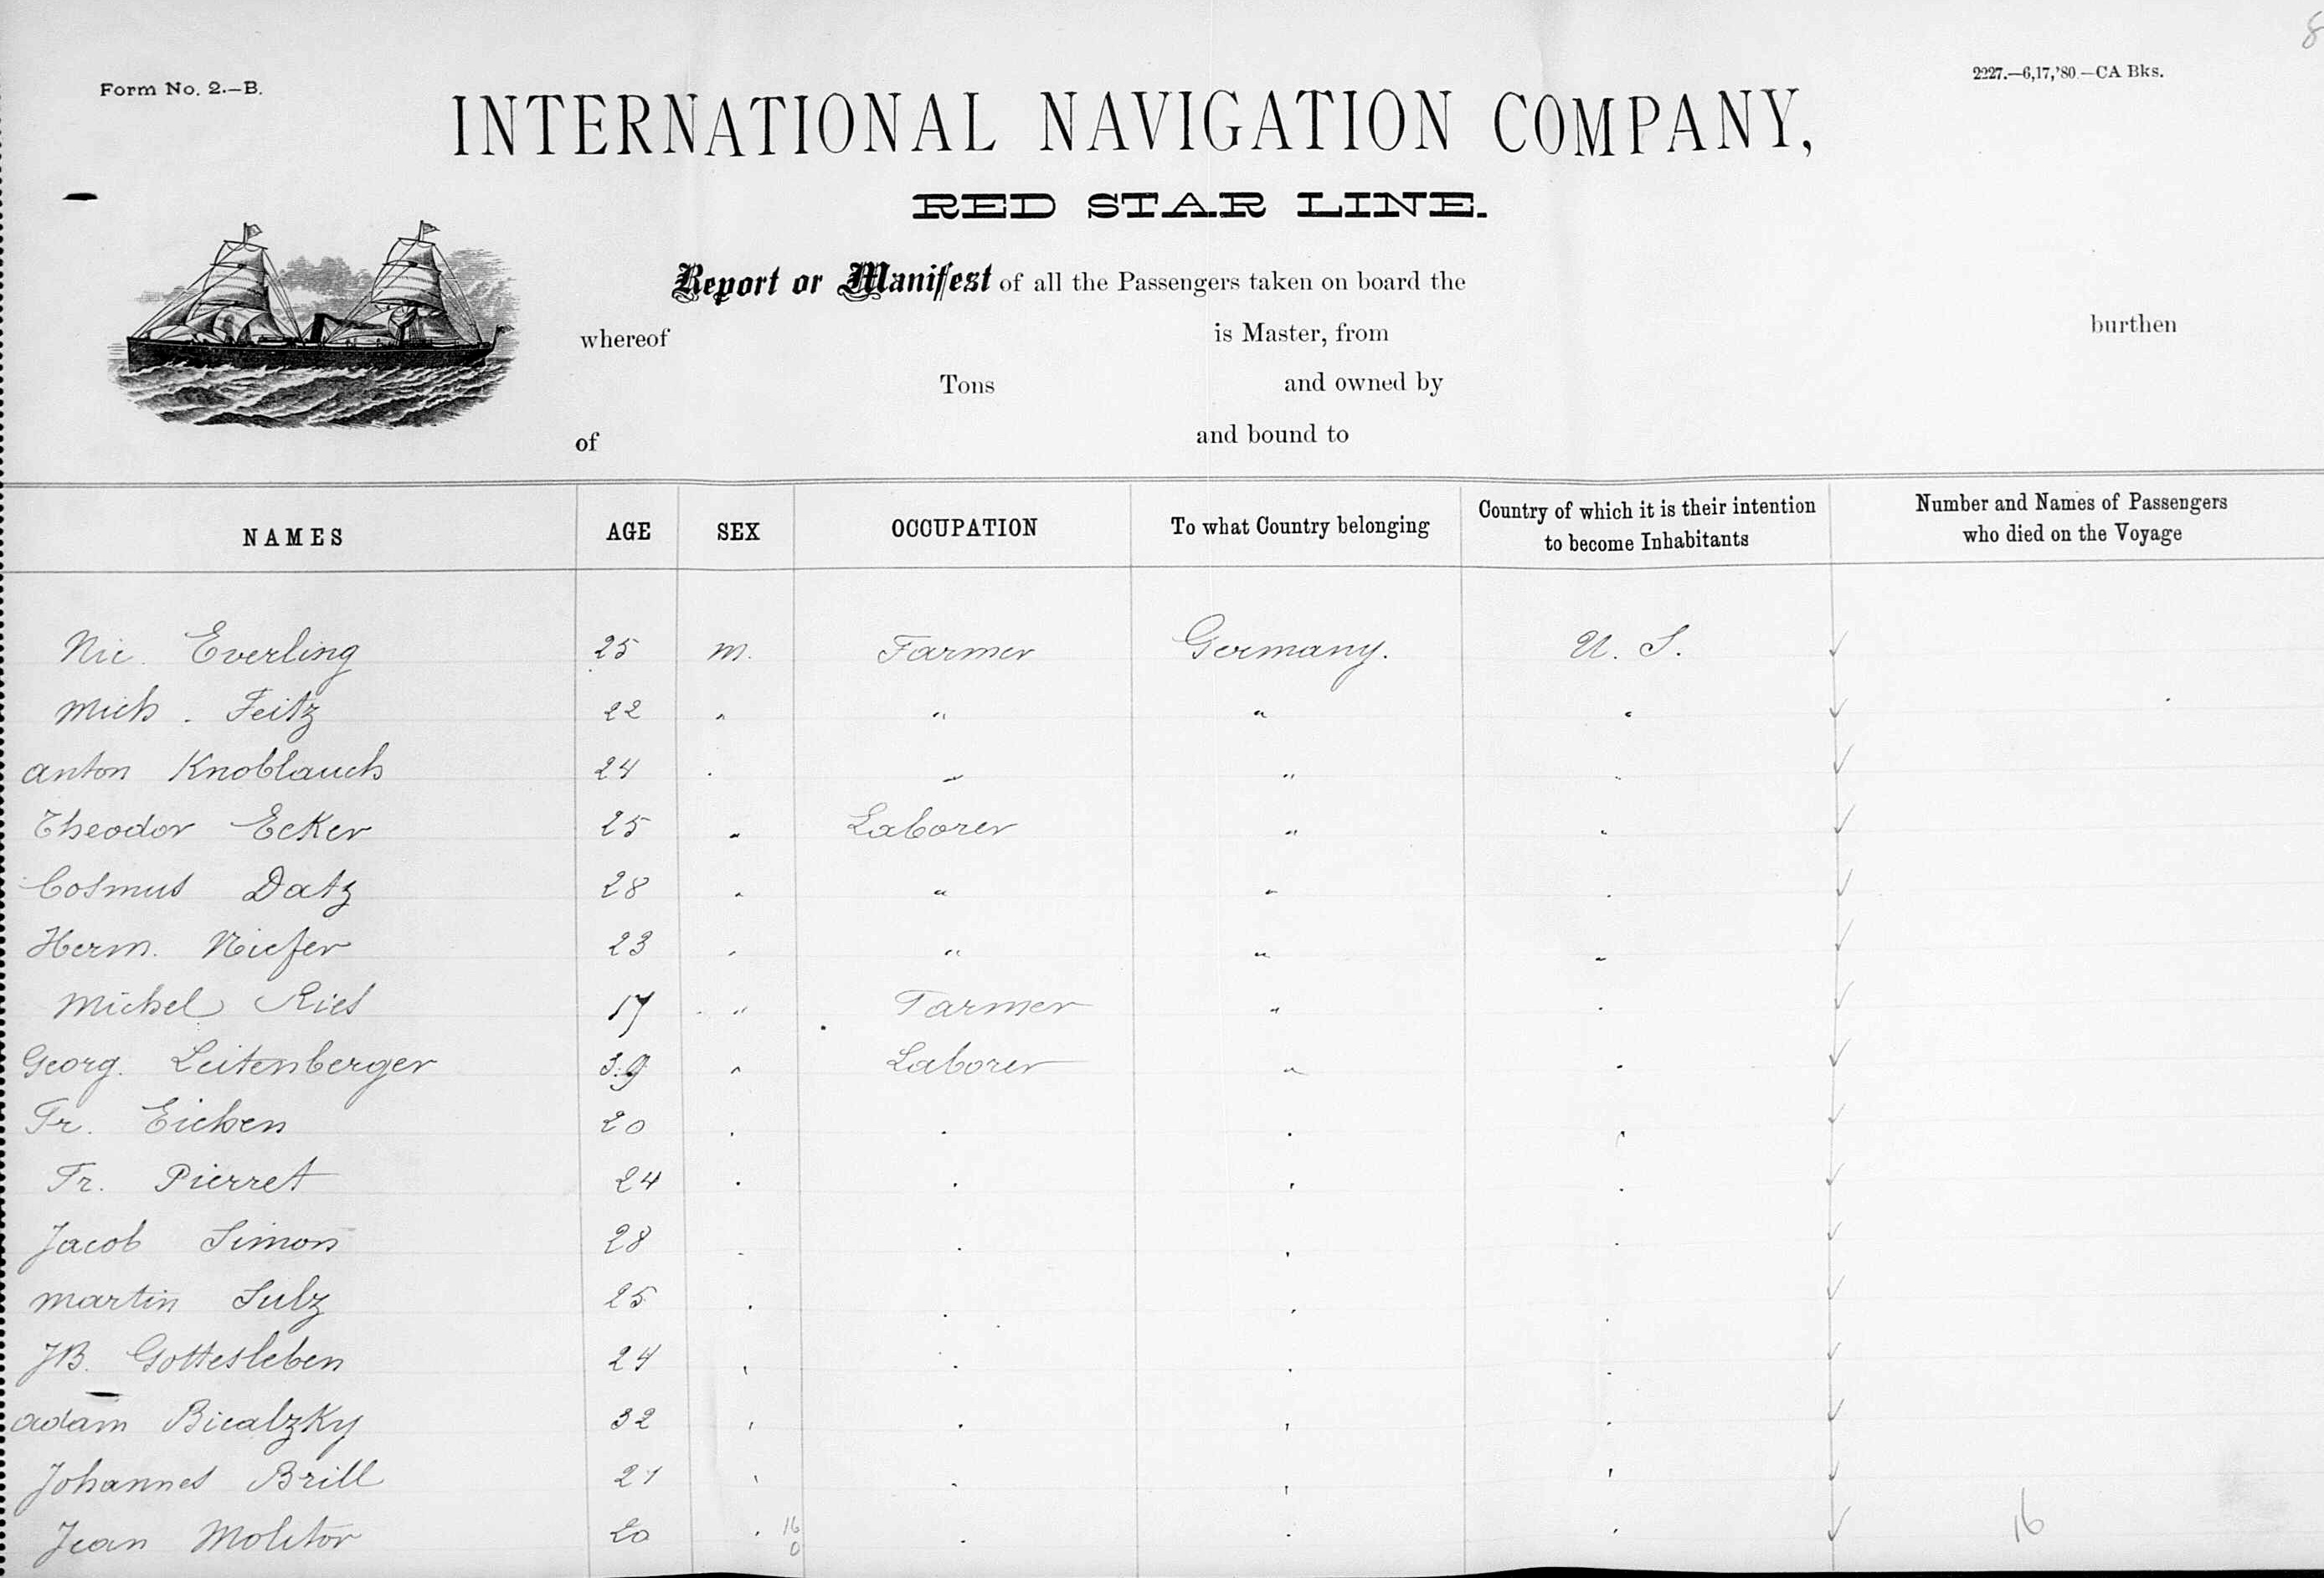 8
Form No. 2.—B.
2227.—6,17,'80.—CA Bks.
INTERNATIONAL NAVIGATION COMPANY,
RED STAR LINE.
Report or Manifest of all the Passengers taken on board the
whereof is Master, from burthen
Tons and owned by
of and bound to
NAMES AGE SEX OCCUPATION To what Country belonging Country of which it is their intention to become Inhabitants Number and Names of Passengers who died on the Voyage
Nic. Everling 25 m. Farmer Germany. U. S. ✓
Mich. Feitz 22 " " " " ✓
Anton Knoblauch 24 " " " " ✓
Theodor Ecker 25 " Laborer " " ✓
Cosmus Datz 28 " " " " ✓
Herm. Niefer 23 " " " " ✓
Michel Ries 17 " Farmer " " ✓
Georg. Leitenberger 39 " Laborer " " ✓
Fr. Eichen 20 " " " " ✓
Fr. Pierret 24 " " " " ✓
Jacob Simon 28 " " " " ✓
Martin Sulz 25 " " " " ✓
JB. Gottesleben 24 " " " " ✓
Adam Bicalzky 32 " " " " ✓
Johannes Brill " " " " ✓
Jean Molitor 20 " 16 0 " " " ✓ 16